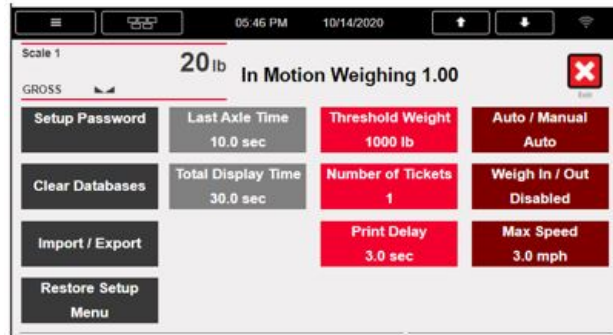 05:46 PM 10/14/2020
Scale 1
20 lb
GROSS
In Motion Weighing 1.00
Exit
Setup Password
Last Axle Time
10.0 sec
Threshold Weight
1000 lb
Auto / Manual
Auto
Clear Databases
Total Display Time
30.0 sec
Number of Tickets
1
Weigh In / Out
Disabled
Import / Export
Print Delay
3.0 sec
Max Speed
3.0 mph
Restore Setup
Menu